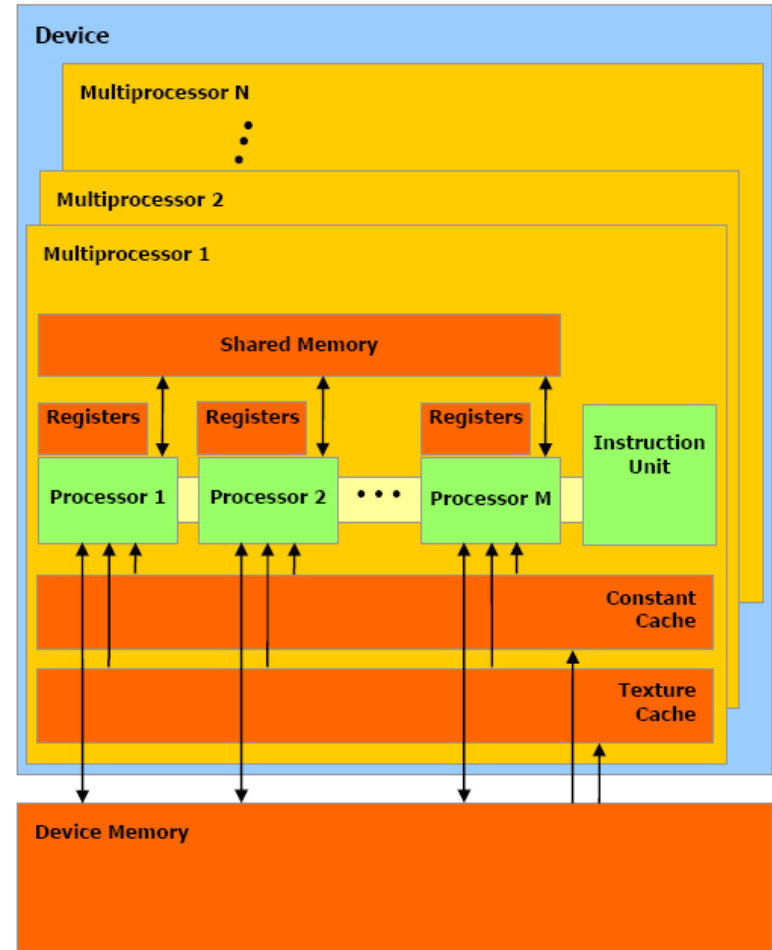 Device
Multiprocessor N
Multiprocessor 2
Multiprocessor 1
Shared Memory
Registers
Registers
Registers
Instruction
Unit
Processor 1
Processor 2
• • •
Processor M
Constant
Cache
Texture
Cache
Device Memory